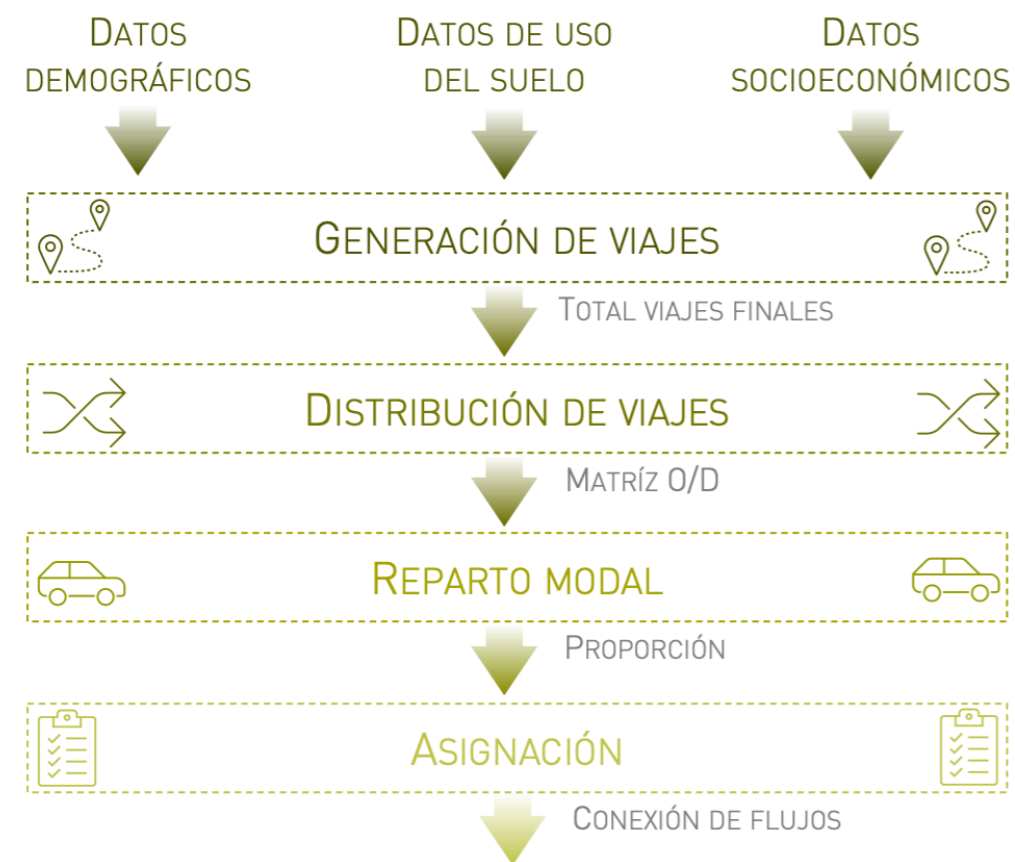 DATOS DEMOGRÁFICOS
DATOS DE USO DEL SUELO
DATOS SOCIOECONÓMICOS
GENERACIÓN DE VIAJES
TOTAL VIAJES FINALES
DISTRIBUCIÓN DE VIAJES
MATRÍZ O/D
REPARTO MODAL
PROPORCIÓN
ASIGNACIÓN
CONEXIÓN DE FLUJOS